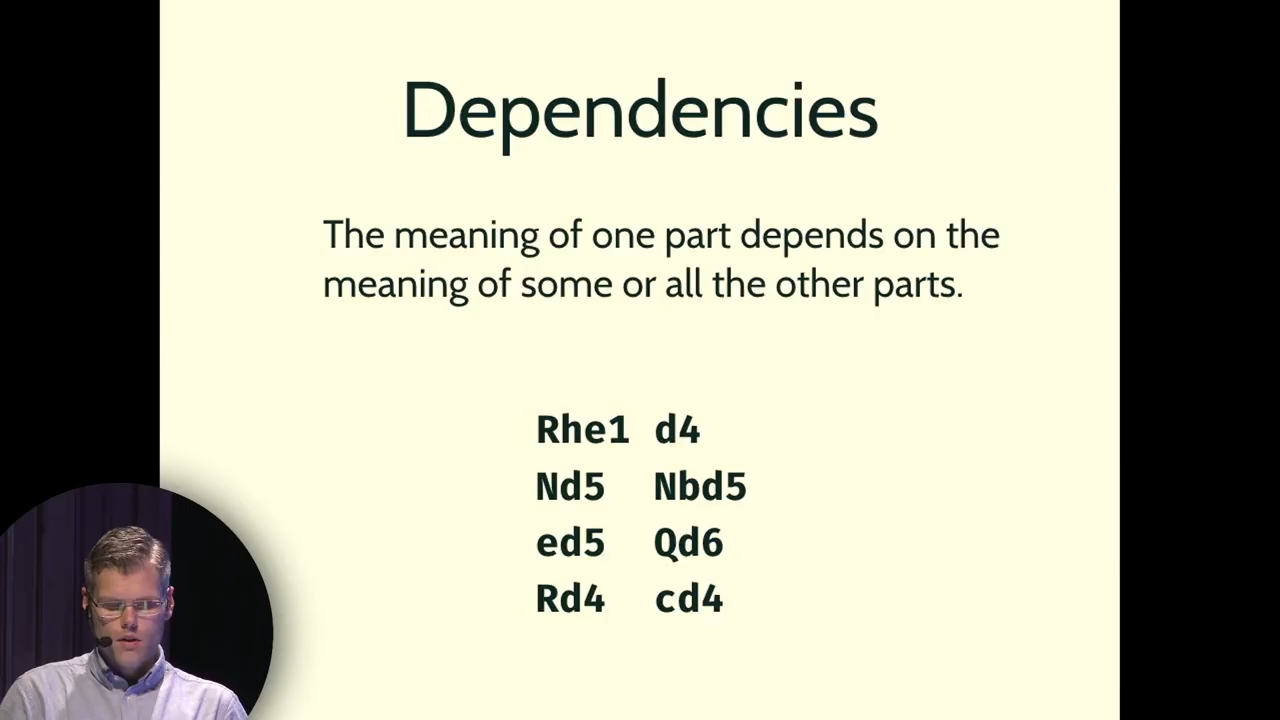 Dependencies
The meaning of one part depends on the
meaning of some or all the other parts.
Rhe1 d4
Nd5 Nbd5
ed5 Qd6
Rd4 cd4